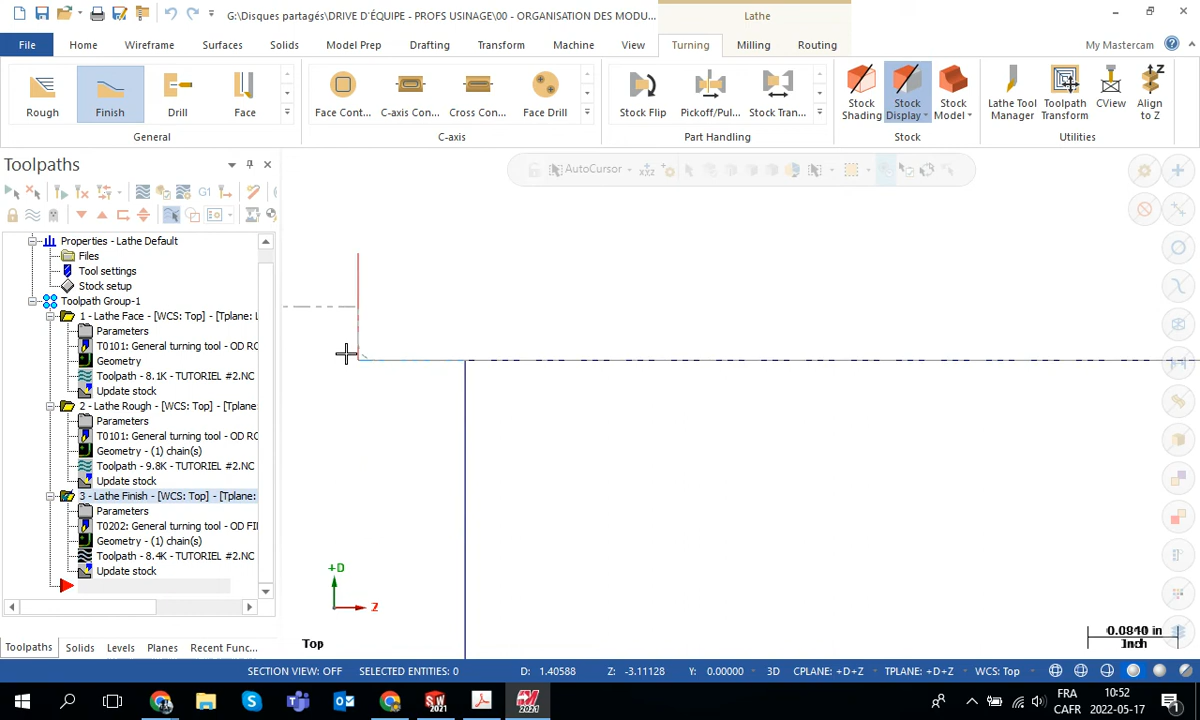 G:\Disques partagés\DRIVE D'ÉQUIPE - PROFS USINAGE\00 - ORGANISATION DES MODU...
Lathe
File
Home
Wireframe
Surfaces
Solids
Model Prep
Drafting
Transform
Machine
View
Turning
Milling
Routing
My Mastercam
Rough
Finish
Drill
Face
Face Cont...
C-axis Con...
Cross Con...
Face Drill
Stock Flip
Pickoff/Pul...
Stock Tran...
Stock
Shading
Stock
Display
Stock
Model
Lathe Tool
Manager
Toolpath
Transform
CView
Align
to Z
General
C-axis
Part Handling
Stock
Utilities
Toolpaths
AutoCursor
G1
Properties - Lathe Default
Files
Tool settings
Stock setup
Toolpath Group-1
1 - Lathe Face - [WCS: Top] - [Tplane: L
Parameters
T0101: General turning tool - OD RO
Geometry
Toolpath - 8.1K - TUTORIEL #2.NC
Update stock
2 - Lathe Rough - [WCS: Top] - [Tplane
Parameters
T0101: General turning tool - OD RO
Geometry - (1) chain(s)
Toolpath - 9.8K - TUTORIEL #2.NC
Update stock
3 - Lathe Finish - [WCS: Top] - [Tplane:
Parameters
T0202: General turning tool - OD FI
Geometry - (1) chain(s)
Toolpath - 8.4K - TUTORIEL #2.NC
Update stock
+D
Z
Top
0.0840 in
Inch
Toolpaths
Solids
Levels
Planes
Recent Func...
SECTION VIEW: OFF
SELECTED ENTITIES: 0
D: 1.40588
Z: -3.11128
Y: 0.00000
3D
CPLANE: +D+Z
TPLANE: +D+Z
WCS: Top
FRA
CAFR
10:52
2022-05-17
2021
2021
1